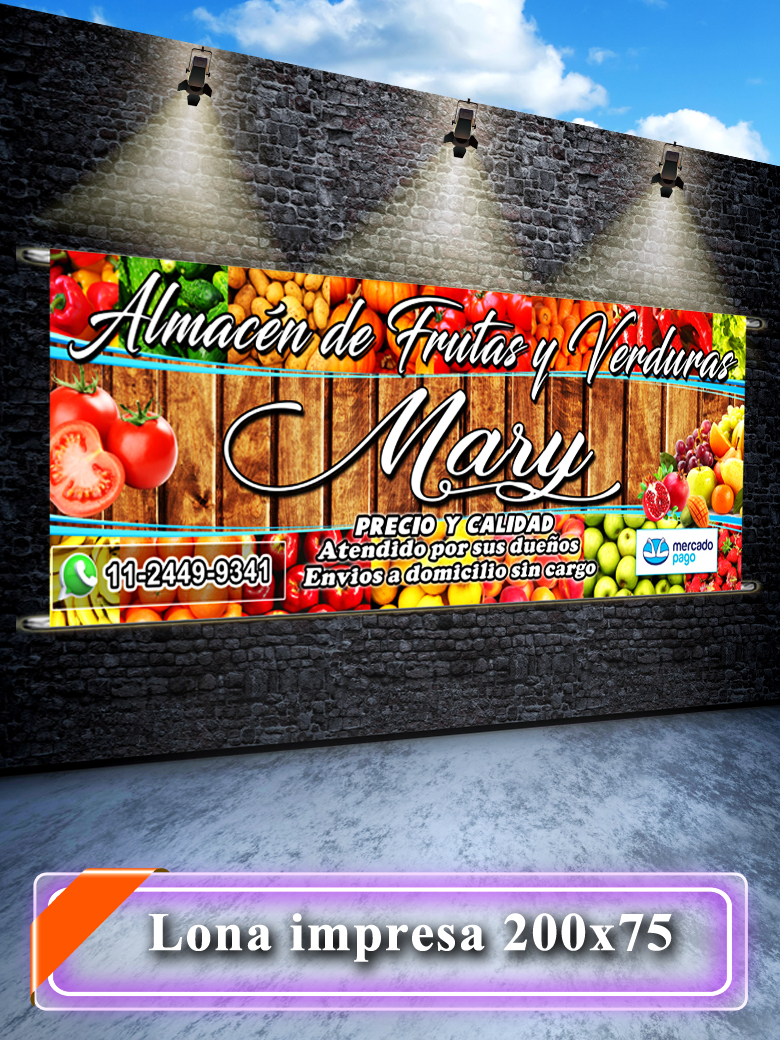 Almacén de Frutas y Verduras
Mary
PRECIO Y CALIDAD
Atendido por sus dueños
Envios a domicilio sin cargo
11-2449-9341
mercado
pago
Lona impresa 200x75